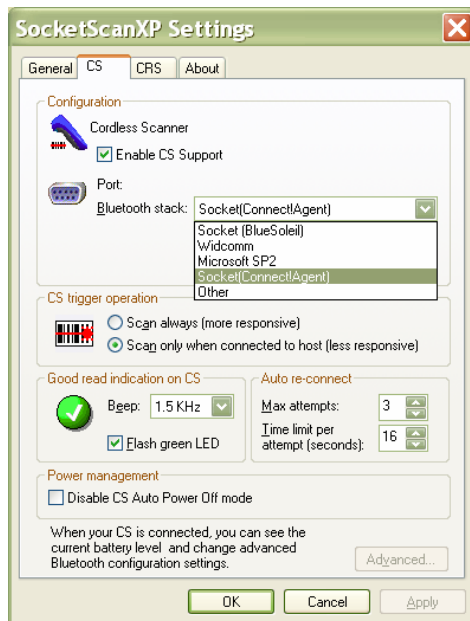 SocketScanXP Settings
General CS CRS About
Configuration
Cordless Scanner
Enable CS Support
Port:
Bluetooth stack: Socket(Connect!Agent)
Socket (BlueSoleil)
Widcomm
Microsoft SP2
Socket(Connect!Agent)
Other
CS trigger operation
Scan always (more responsive)
Scan only when connected to host (less responsive)
Good read indication on CS
Beep: 1.5 KHz
Flash green LED
Auto re-connect
Max attempts: 3
Time limit per
attempt (seconds): 16
Power management
Disable CS Auto Power Off mode
When your CS is connected, you can see the
current battery level and change advanced
Bluetooth configuration settings.
Advanced...
OK Cancel Apply